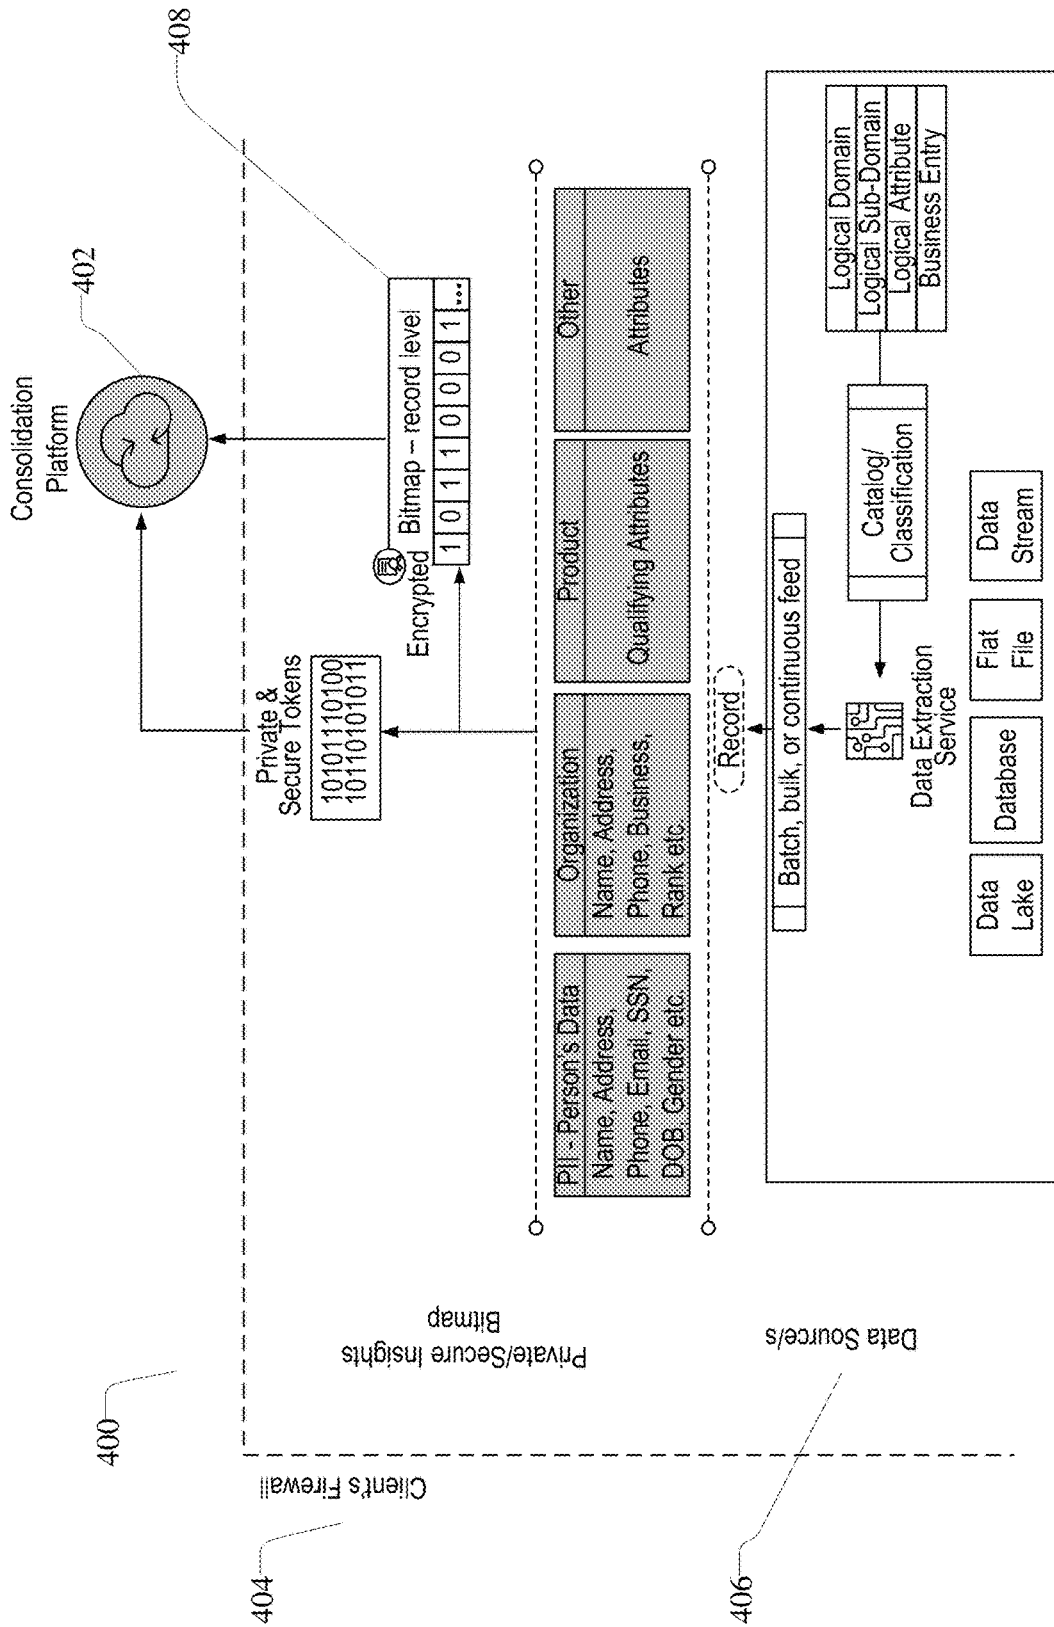 400
Consolidation
Platform
402
404
Client's Firewall
Private &
Secure Tokens
10101110100
10110101011
Encrypted
Bitmap – record level
1 0 1 1 0 0 0 1 ...
408
Private/Secure Insights
Bitmap
PII - Person's Data
Name, Address
Phone, Email, SSN,
DOB, Gender etc.
Organization
Name, Address,
Phone, Business,
Rank etc.
Product
Qualifying Attributes
Other
Attributes
Record
406
Data Source/s
Batch, bulk, or continuous feed
Data Extraction
Service
Catalog/
Classification
Logical Domain
Logical Sub-Domain
Logical Attribute
Business Entry
Data
Lake
Database
Flat
File
Data
Stream